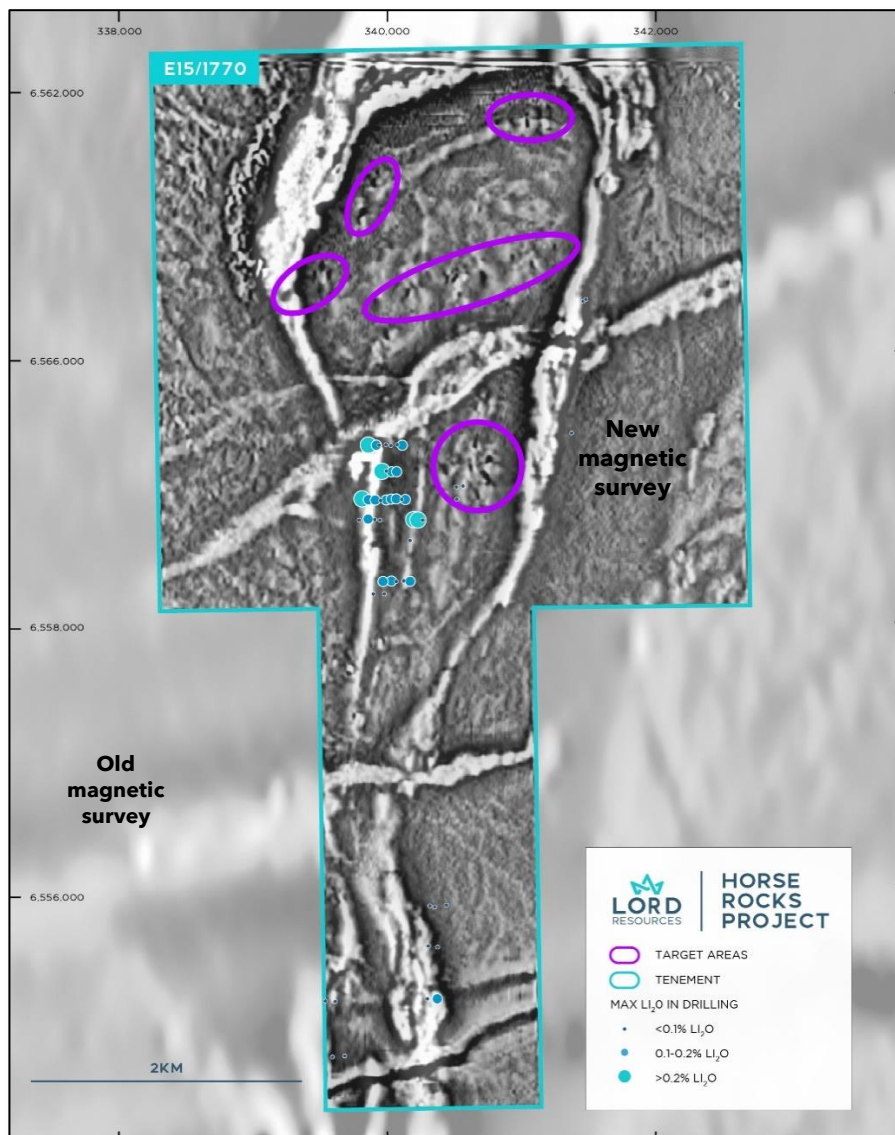 338,000
340,000
342,000
E15/1770
6,562,000
6,566,000
New
magnetic
survey
6,558,000
Old
magnetic
survey
6,556,000
2KM
LORD
RESOURCES
HORSE
ROCKS
PROJECT
TARGET AREAS
TENEMENT
MAX LI₂0 IN DRILLING
<0.1% LI₂O
0.1-0.2% LI₂O
>0.2% LI₂O